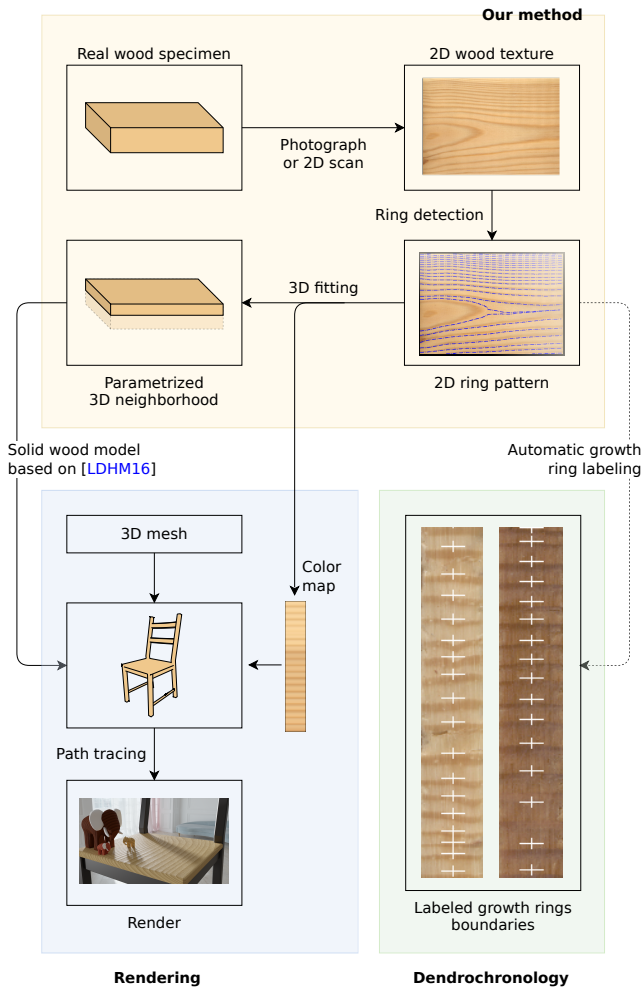 Our method
Real wood specimen
2D wood texture
Photograph
or 2D scan
Ring detection
3D fitting
Parametrized
3D neighborhood
2D ring pattern
Solid wood model
based on [LDHM16]
Automatic growth
ring labeling
3D mesh
Color
map
Path tracing
Render
Labeled growth rings
boundaries
Rendering
Dendrochronology